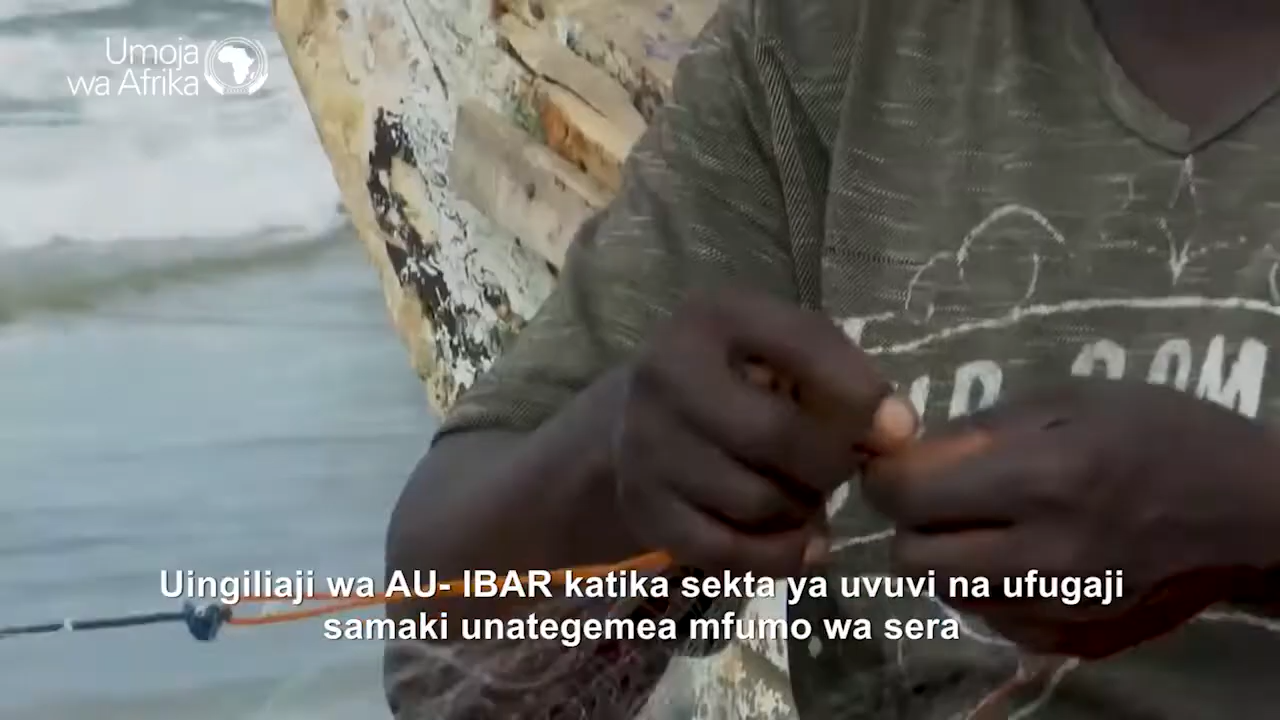 Umoja
wa Afrika
Uingiliaji wa AU- IBAR katika sekta ya uvuvi na ufugaji
samaki unategemea mfumo wa sera